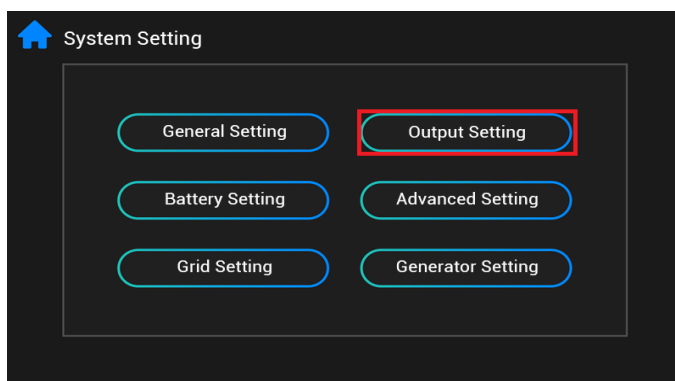 System Setting
General Setting
Output Setting
Battery Setting
Advanced Setting
Grid Setting
Generator Setting